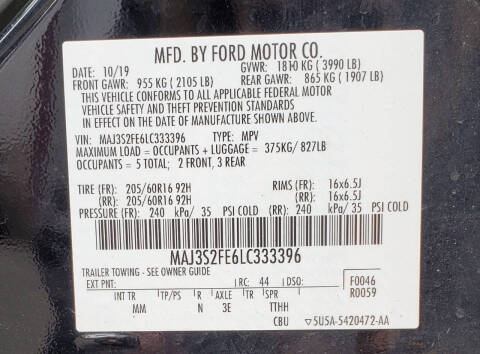 MFD. BY FORD MOTOR CO.
DATE: 10/19 GVWR: 1810 KG ( 3990 LB)
FRONT GAWR: 955 KG ( 2105 LB) REAR GAWR: 865 KG ( 1907 LB)
THIS VEHICLE CONFORMS TO ALL APPLICABLE FEDERAL MOTOR
VEHICLE SAFETY AND THEFT PREVENTION STANDARDS
IN EFFECT ON THE DATE OF MANUFACTURE SHOWN ABOVE.
VIN: MAJ3S2FE6LC333396 TYPE: MPV
MAXIMUM LOAD = OCCUPANTS + LUGGAGE = 375KG/ 827LB
OCCUPANTS = 5 TOTAL; 2 FRONT, 3 REAR
TIRE (FR): 205/60R16 92H RIMS (FR): 16x6.5J
(RR): 205/60R16 92H (RR): 16x6.5J
PRESSURE (FR): 240 kPa/ 35 PSI COLD (RR): 240 kPa/ 35 PSI COLD
MAJ3S2FE6LC333396
TRAILER TOWING - SEE OWNER GUIDE
EXT PNT: RC: 44 DSO: F0046
R0059
INT TR TP/PS R AXLE TR SPR
MM N 3E TTHH
CBU ▽5U5A-5420472-AA